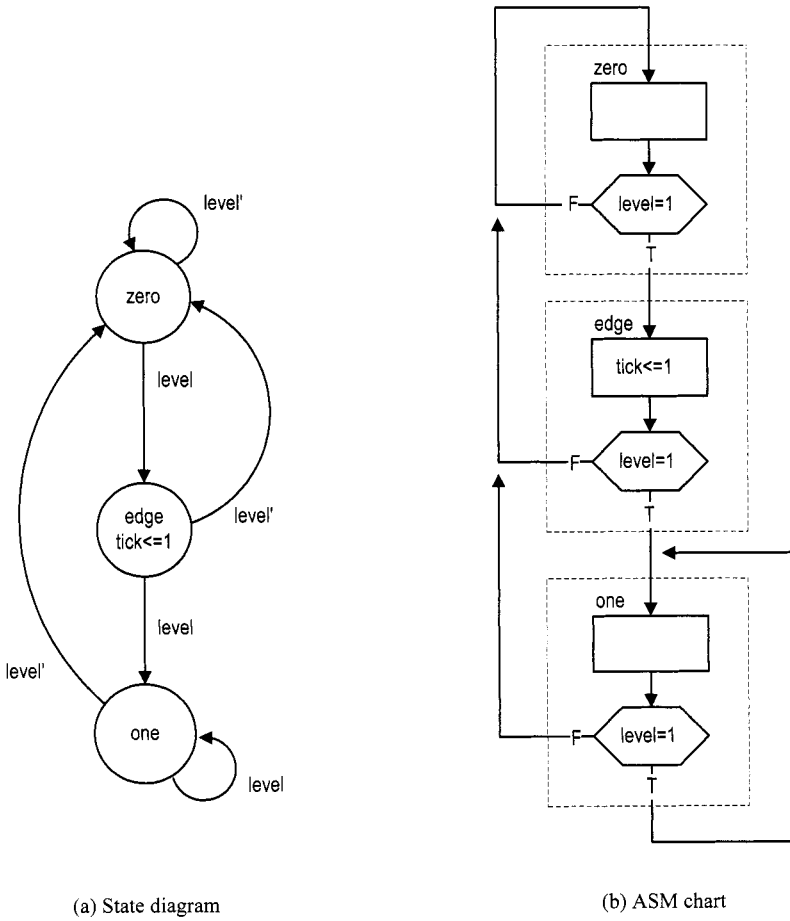 level'
zero
level
edge
tick<=1
level'
level
level'
one
level
(a) State diagram
zero
F
level=1
T
edge
tick<=1
F
level=1
T
one
F
level=1
T
(b) ASM chart